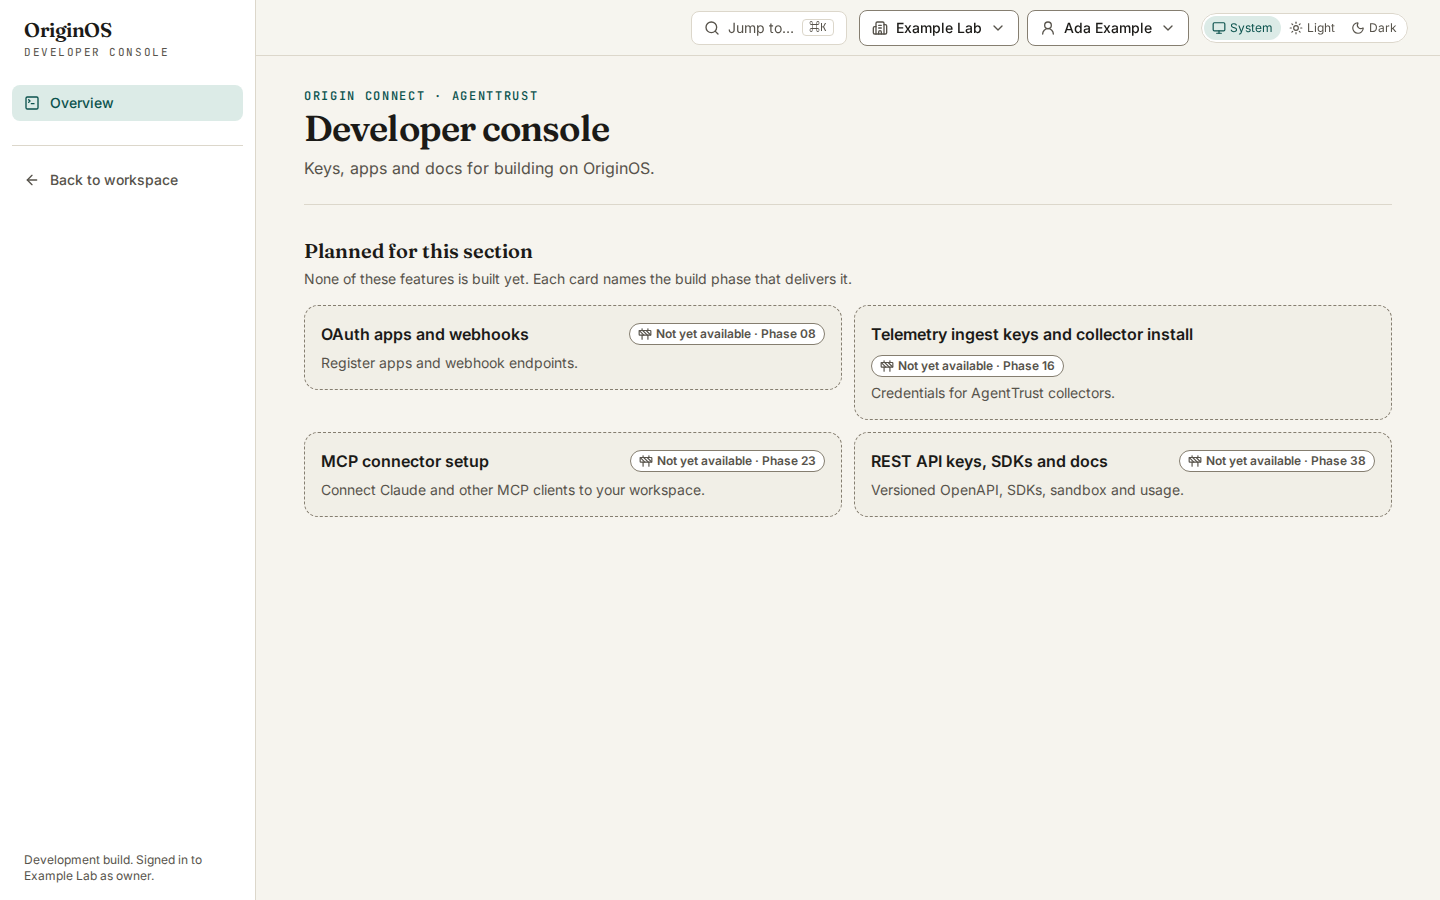 OriginOS
DEVELOPER CONSOLE
Overview
Back to workspace
Development build. Signed in to
Example Lab as owner.
Jump to... ⌘K
Example Lab
Ada Example
System
Light
Dark
ORIGIN CONNECT · AGENTTRUST
Developer console
Keys, apps and docs for building on OriginOS.
Planned for this section
None of these features is built yet. Each card names the build phase that delivers it.
OAuth apps and webhooks
Not yet available · Phase 08
Register apps and webhook endpoints.
Telemetry ingest keys and collector install
Not yet available · Phase 16
Credentials for AgentTrust collectors.
MCP connector setup
Not yet available · Phase 23
Connect Claude and other MCP clients to your workspace.
REST API keys, SDKs and docs
Not yet available · Phase 38
Versioned OpenAPI, SDKs, sandbox and usage.